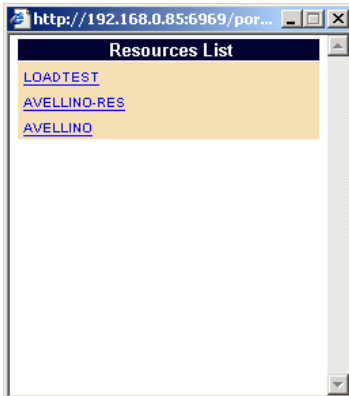 http://192.168.0.85:6969/por...
Resources List
LOADTEST
AVELLINO-RES
AVELLINO